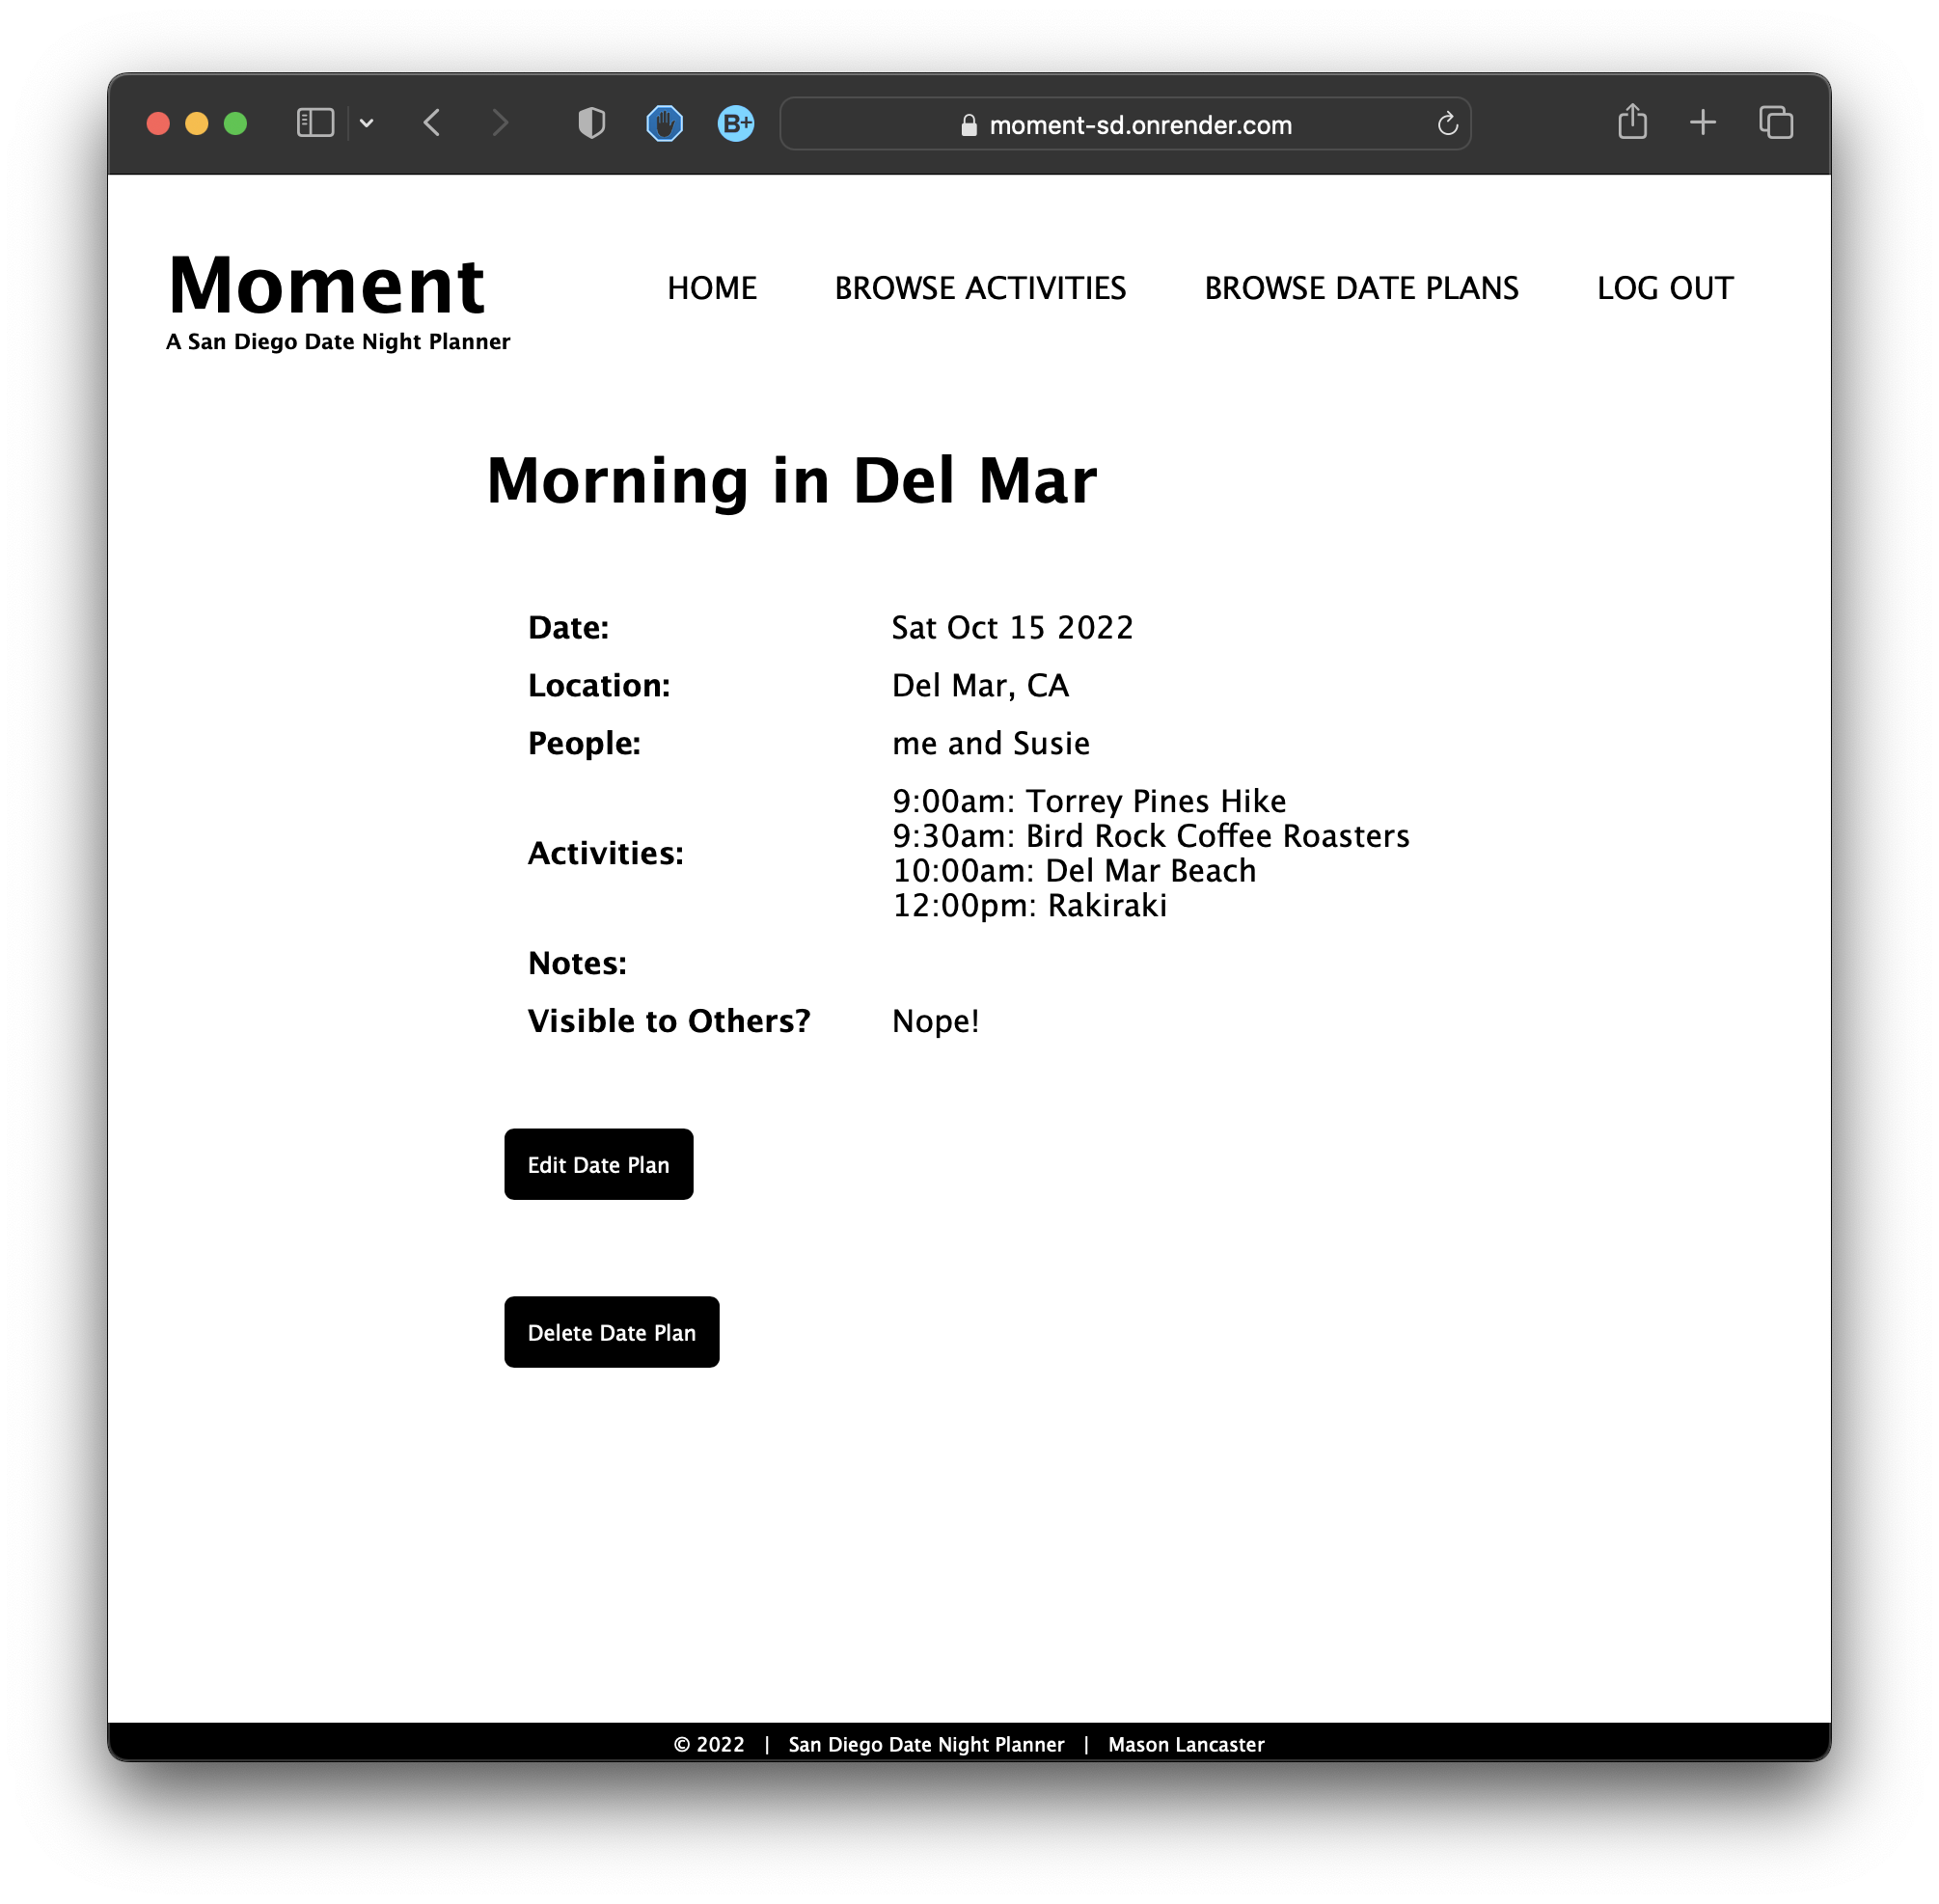 B+
moment-sd.onrender.com
Moment
A San Diego Date Night Planner
HOME BROWSE ACTIVITIES BROWSE DATE PLANS LOG OUT
Morning in Del Mar
Date: Sat Oct 15 2022
Location: Del Mar, CA
People: me and Susie
Activities:
9:00am: Torrey Pines Hike
9:30am: Bird Rock Coffee Roasters
10:00am: Del Mar Beach
12:00pm: Rakiraki
Notes:
Visible to Others? Nope!
Edit Date Plan
Delete Date Plan
© 2022 | San Diego Date Night Planner | Mason Lancaster